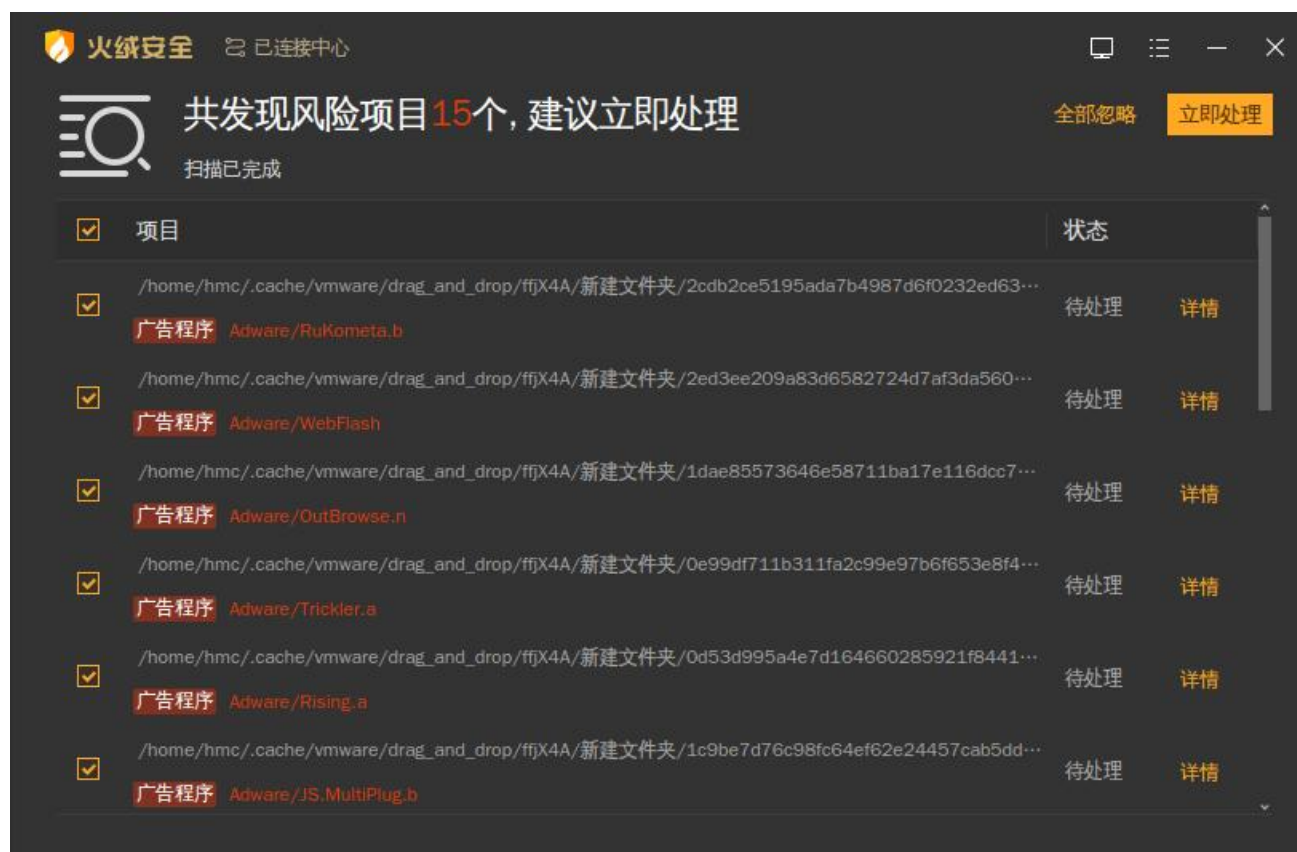 火绒安全 已连接中心
共发现风险项目15个, 建议立即处理
全部忽略 立即处理
扫描已完成
项目 状态
/home/hmc/.cache/vmware/drag_and_drop/ffjX4A/新建文件夹/2cdb2ce5195ada7b4987d6f0232ed63…
待处理 详情
广告程序 Adware/RuKometa.b
/home/hmc/.cache/vmware/drag_and_drop/ffjX4A/新建文件夹/2ed3ee209a83d6582724d7af3da560…
待处理 详情
广告程序 Adware/WebFlash
/home/hmc/.cache/vmware/drag_and_drop/ffjX4A/新建文件夹/1dae85573646e58711ba17e116dcc7…
待处理 详情
广告程序 Adware/OutBrowse.n
/home/hmc/.cache/vmware/drag_and_drop/ffjX4A/新建文件夹/0e99df711b311fa2c99e97b6f653e8f4…
待处理 详情
广告程序 Adware/Trickler.a
/home/hmc/.cache/vmware/drag_and_drop/ffjX4A/新建文件夹/0d53d995a4e7d164660285921f8441…
待处理 详情
广告程序 Adware/Rising.a
/home/hmc/.cache/vmware/drag_and_drop/ffjX4A/新建文件夹/1c9be7d76c98fc64ef62e24457cab5dd…
待处理 详情
广告程序 Adware/JS.MultiPlug.b